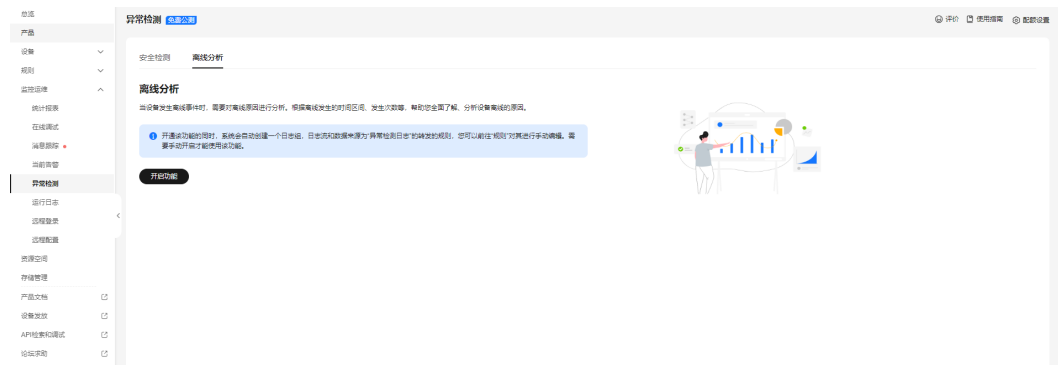 总览
产品
设备
规则
监控运维
统计报表
在线调试
消息跟踪
当前告警
异常检测
运行日志
远程登录
远程配置
资源空间
存储管理
产品文档
设备发放
API检索和调试
论坛求助
异常检测 免费公测
评价 使用指南 配额设置
安全检测 离线分析
离线分析
当设备发生离线事件时，需要对离线原因进行分析。根据离线发生的时间区间、发生次数等，帮助您全面了解、分析设备离线的原因。
开通该功能的同时，系统会自动创建一个日志组、日志流和数据来源为“异常检测日志”的转发的规则，您可以前往“规则”对其进行手动编辑。需
要手动开启才能使用该功能。
开启功能